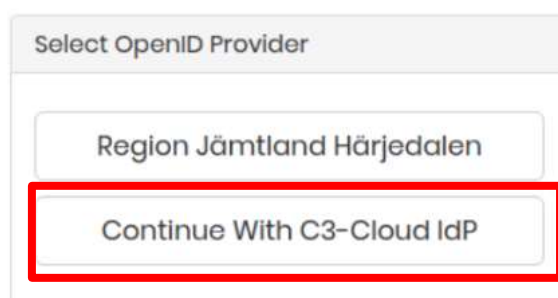 Select OpenID Provider
Region Jämtland Härjedalen
Continue With C3-Cloud IdP